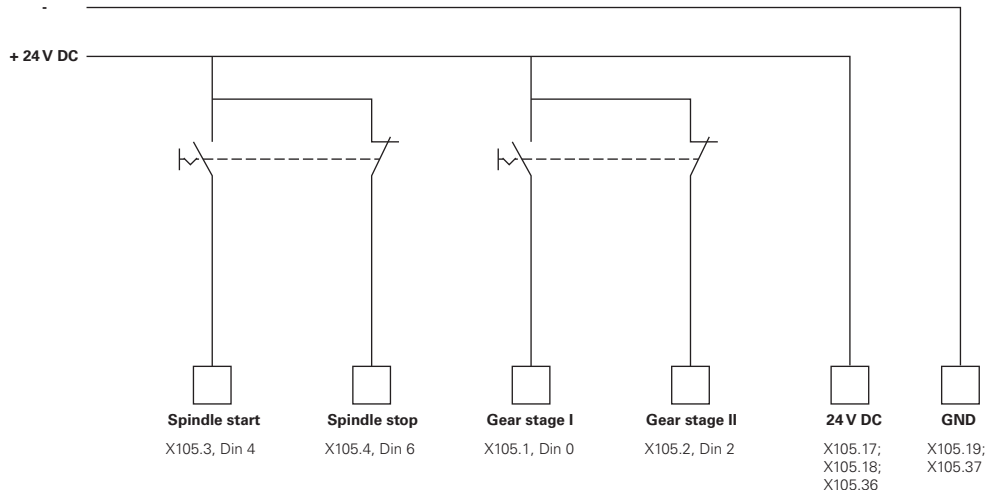 -
+ 24 V DC
Spindle start
X105.3, Din 4
Spindle stop
X105.4, Din 6
Gear stage I
X105.1, Din 0
Gear stage II
X105.2, Din 2
24 V DC
X105.17;
X105.18;
X105.36
GND
X105.19;
X105.37